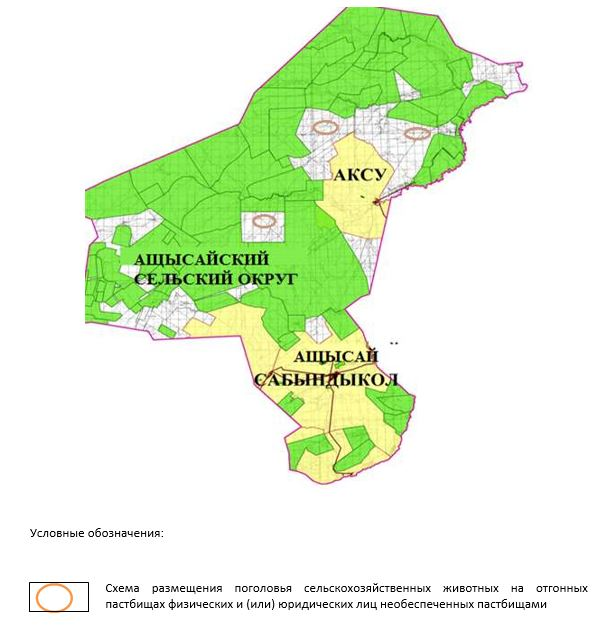 АКСУ
АЩЫСАЙСКИЙ
СЕЛЬСКИЙ ОКРУГ
АЩЫСАЙ
САБЫНДЫКОЛ
Условные обозначения:
Схема размещения поголовья сельскохозяйственных животных на отгонных
пастбищах физических и (или) юридических лиц необеспеченных пастбищами